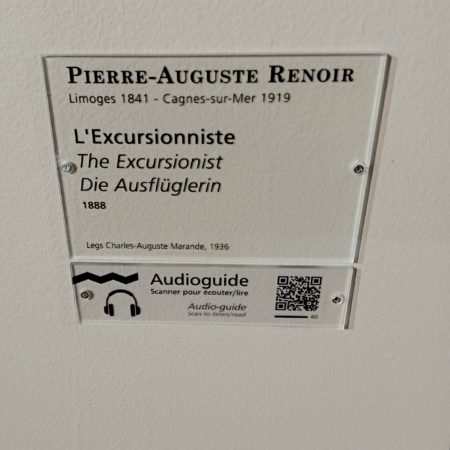 PIERRE-AUGUSTE RENOIR
Limoges 1841 - Cagnes-sur-Mer 1919
L'Excursionniste
The Excursionist
Die Ausflüglerin
1888
Legs Charles-Auguste Marande, 1936
Audioguide
Scanner pour écouter/lire
Audio-guide
Scan to listen/read
60